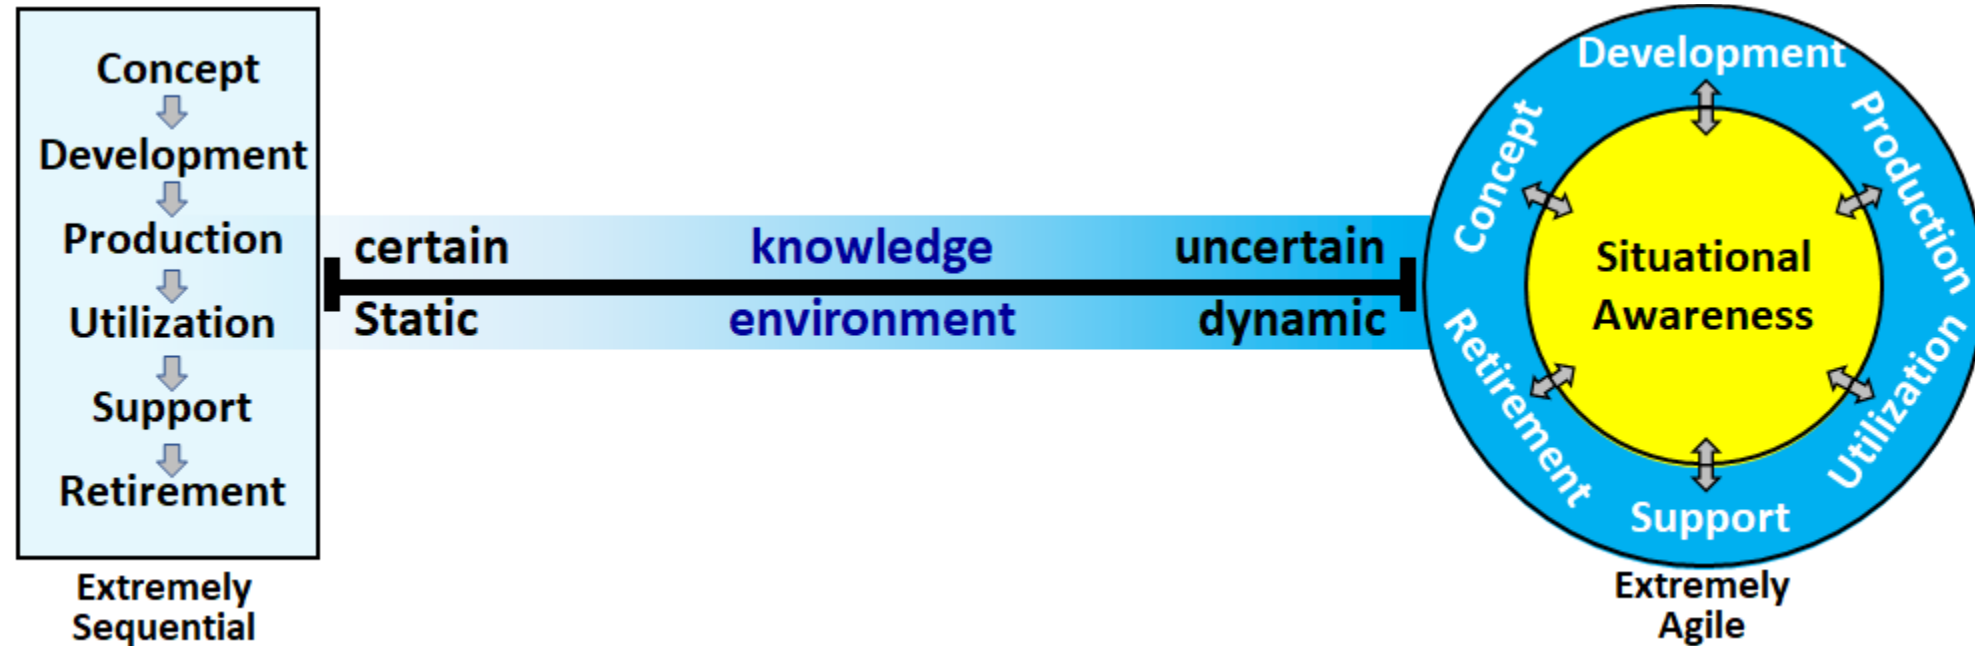 Concept
Development
Production
Utilization
Support
Retirement
Extremely
Sequential
certain knowledge uncertain
Static environment dynamic
Development
Concept
Production
Situational
Awareness
Retirement
Utilization
Support
Extremely
Agile